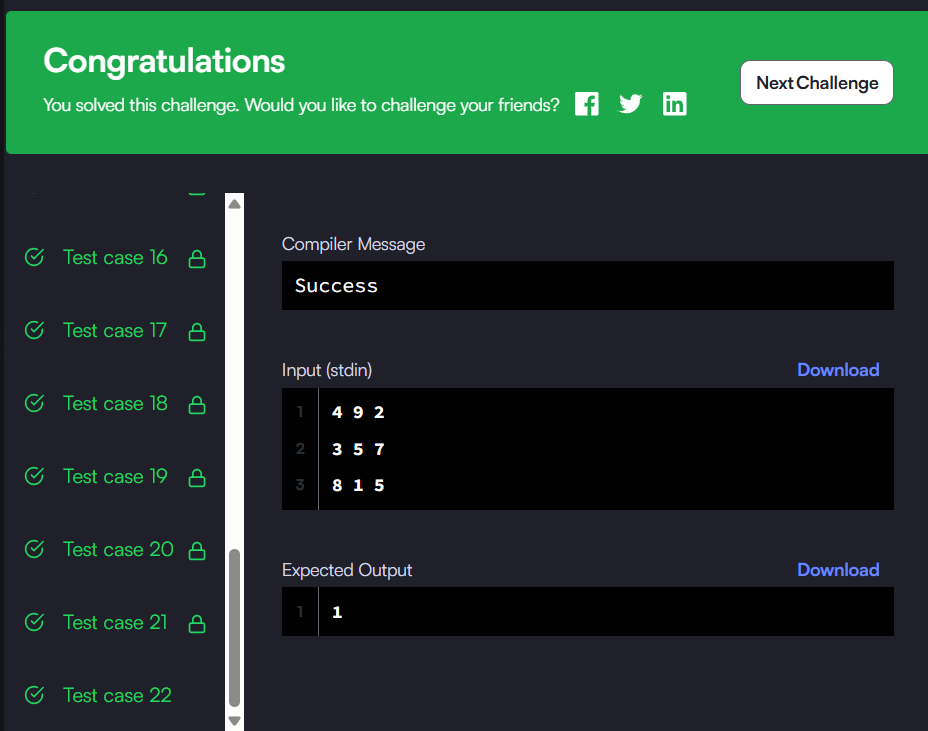 Congratulations
You solved this challenge. Would you like to challenge your friends?
Next Challenge
Test case 16
Test case 17
Test case 18
Test case 19
Test case 20
Test case 21
Test case 22
Compiler Message
Success
Input (stdin)
Download
1 4 9 2
2 3 5 7
3 8 1 5
Expected Output
Download
1 1